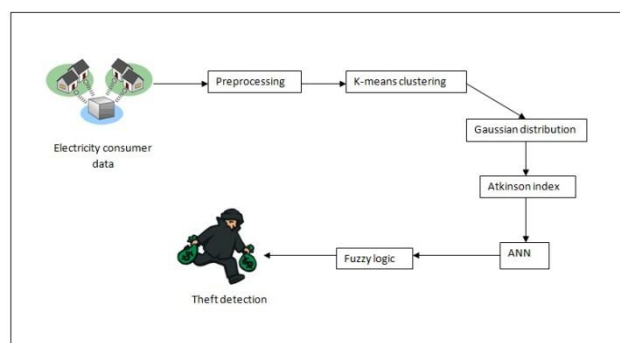 Preprocessing
K-means clustering
Electricity consumer
data
Gaussian distribution
Atkinson index
ANN
Fuzzy logic
Theft detection